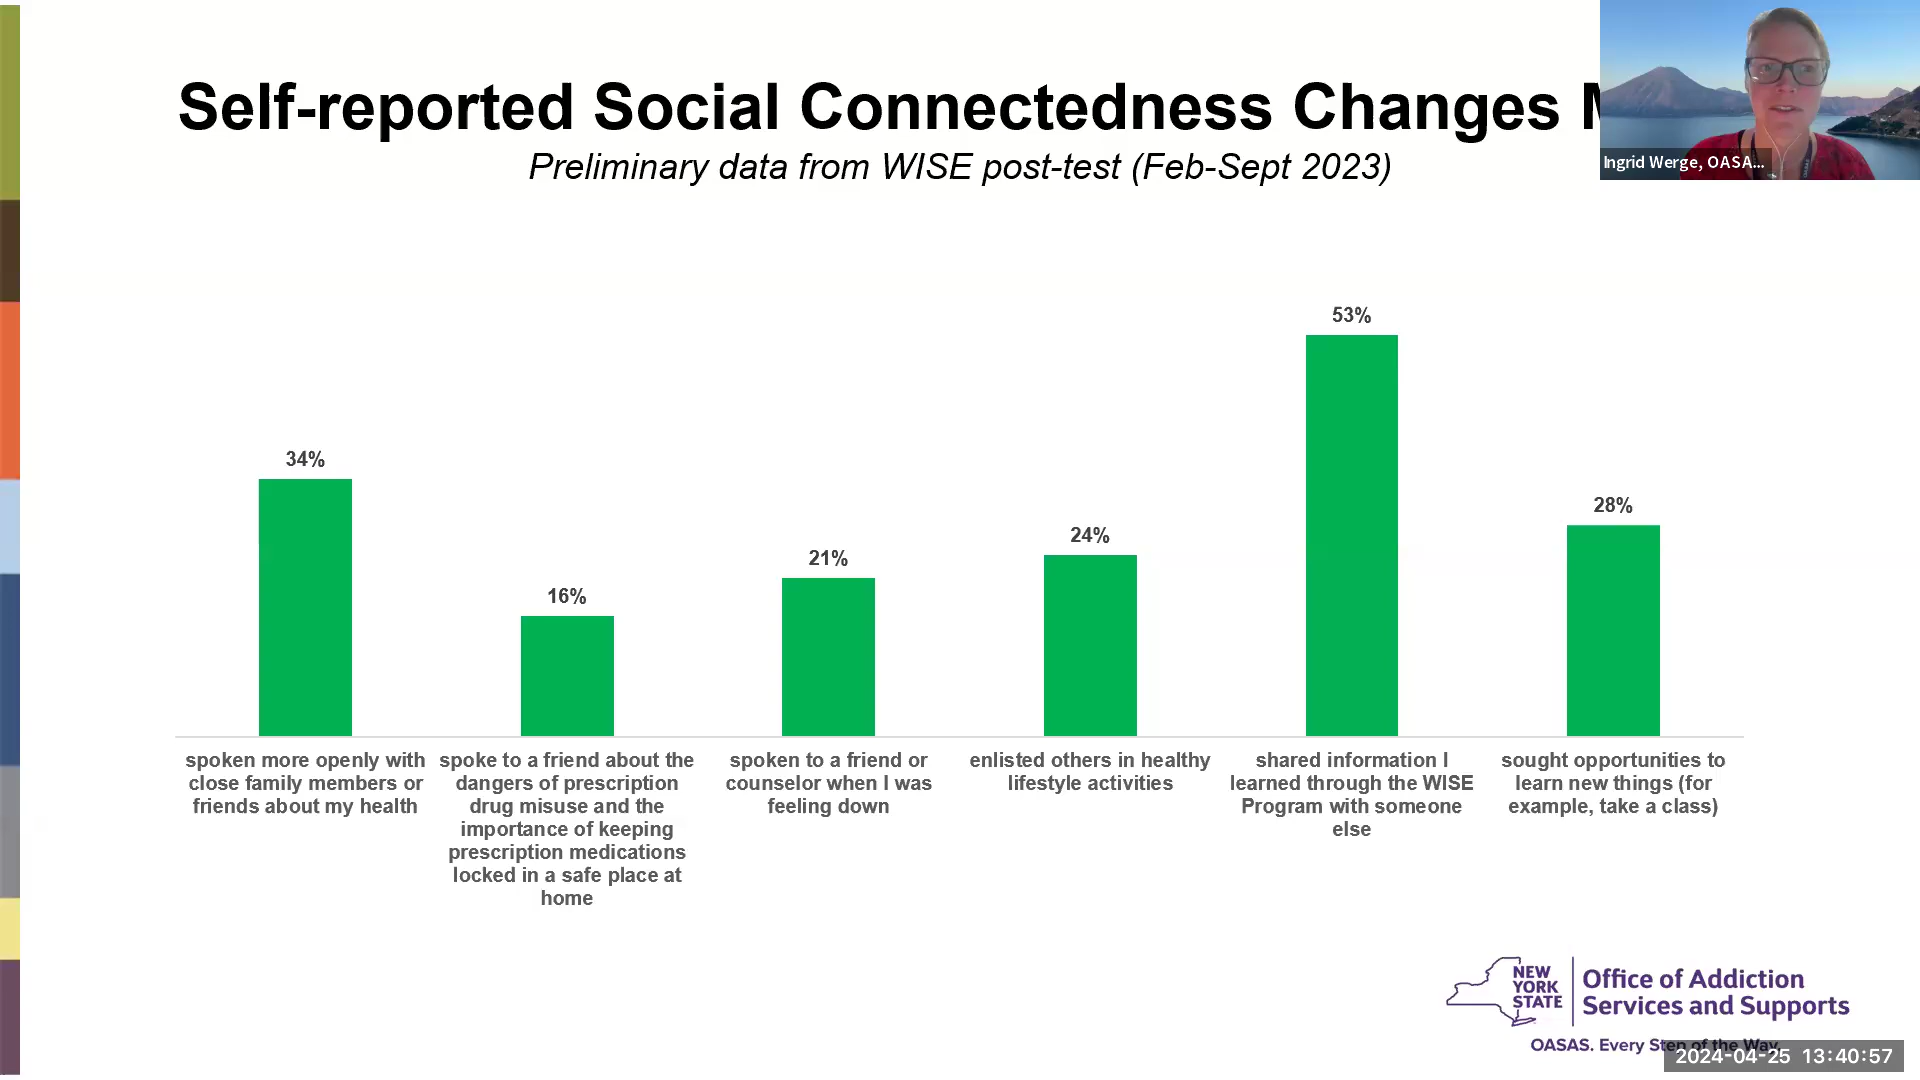 Self-reported Social Connectedness Changes
Preliminary data from WISE post-test (Feb-Sept 2023)
Ingrid Werge, OASA...
34%
16%
21%
24%
53%
28%
spoken more openly with
close family members or
friends about my health
spoke to a friend about the
dangers of prescription
drug misuse and the
importance of keeping
prescription medications
locked in a safe place at
home
spoken to a friend or
counselor when I was
feeling down
enlisted others in healthy
lifestyle activities
shared information I
learned through the WISE
Program with someone
else
sought opportunities to
learn new things (for
example, take a class)
NEW
YORK
STATE
Office of Addiction
Services and Supports
OASAS. Every Step of the Way.
2024-04-25 13:40:57